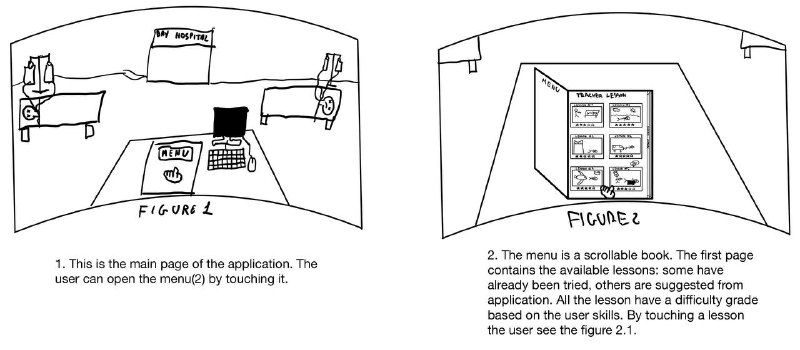 DAY HOSPITAL
MENU
FIGURE 1
1. This is the main page of the application. The
user can open the menu(2) by touching it.
MENU
TEACHER LESSON
FIGURE 2
2. The menu is a scrollable book. The first page
contains the available lessons: some have
already been tried, others are suggested from
application. All the lesson have a difficulty grade
based on the user skills. By touching a lesson
the user see the figure 2.1.